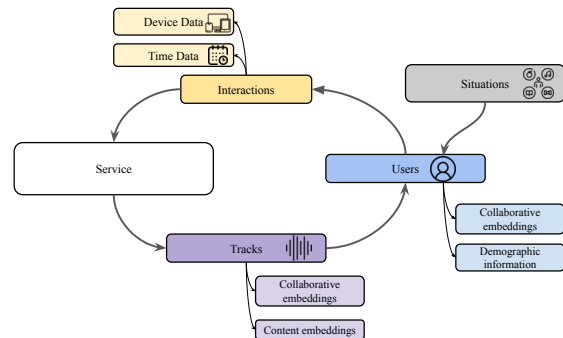 Device Data
Time Data
Interactions
Situations
Service
Users
Collaborative
embeddings
Demographic
information
Tracks
Collaborative
embeddings
Content embeddings